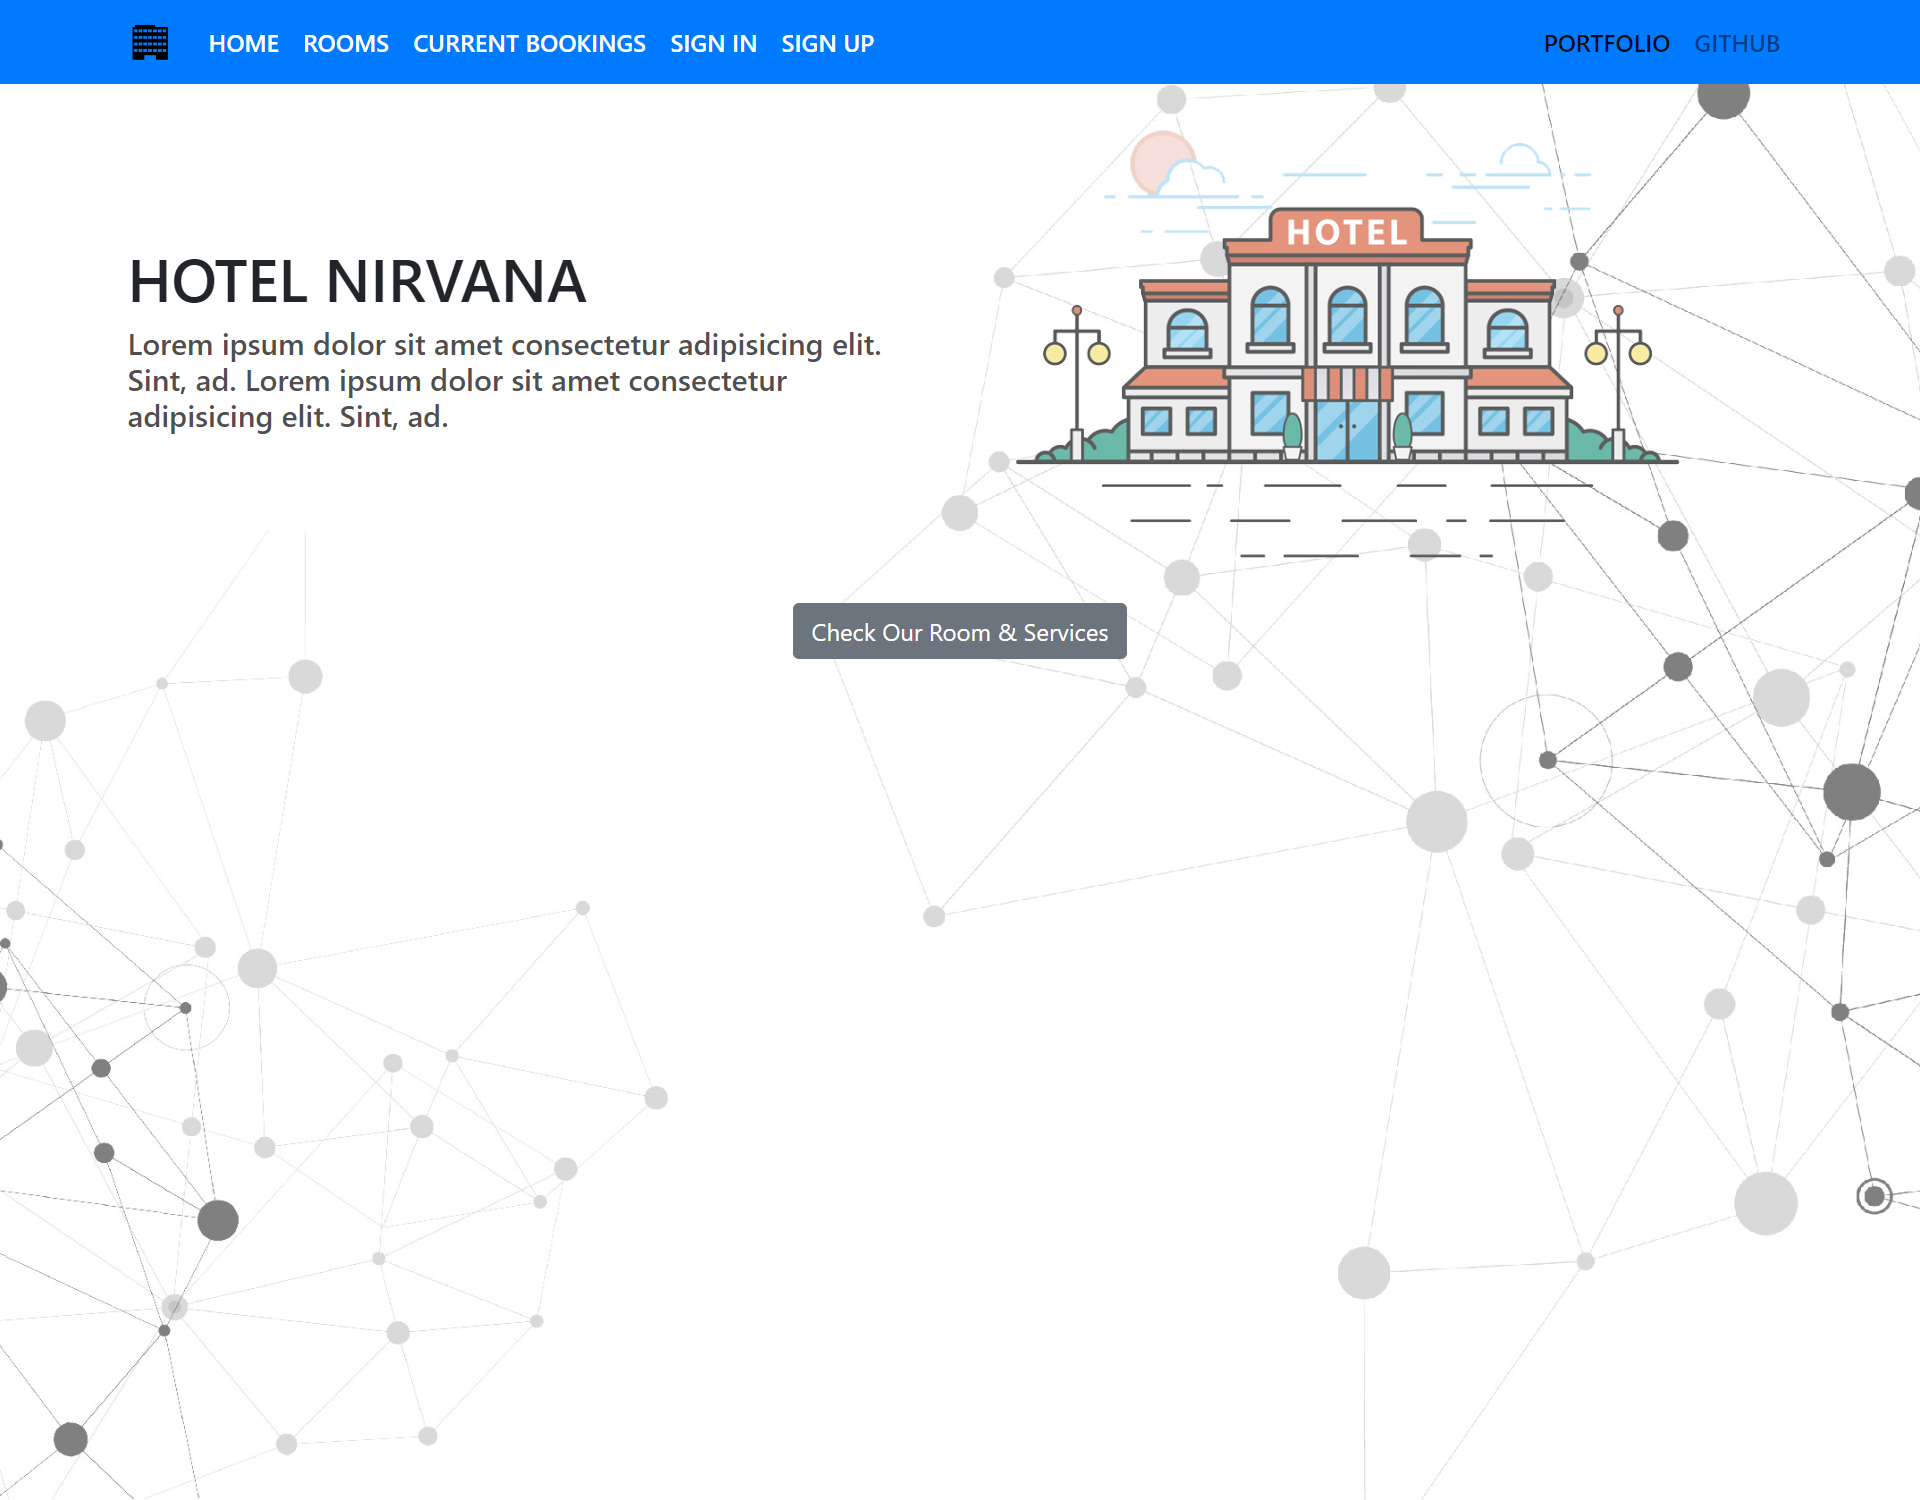 HOME ROOMS CURRENT BOOKINGS SIGN IN SIGN UP PORTFOLIO GITHUB
HOTEL
HOTEL NIRVANA
Lorem ipsum dolor sit amet consectetur adipisicing elit.
Sint, ad. Lorem ipsum dolor sit amet consectetur
adipisicing elit. Sint, ad.
Check Our Room & Services